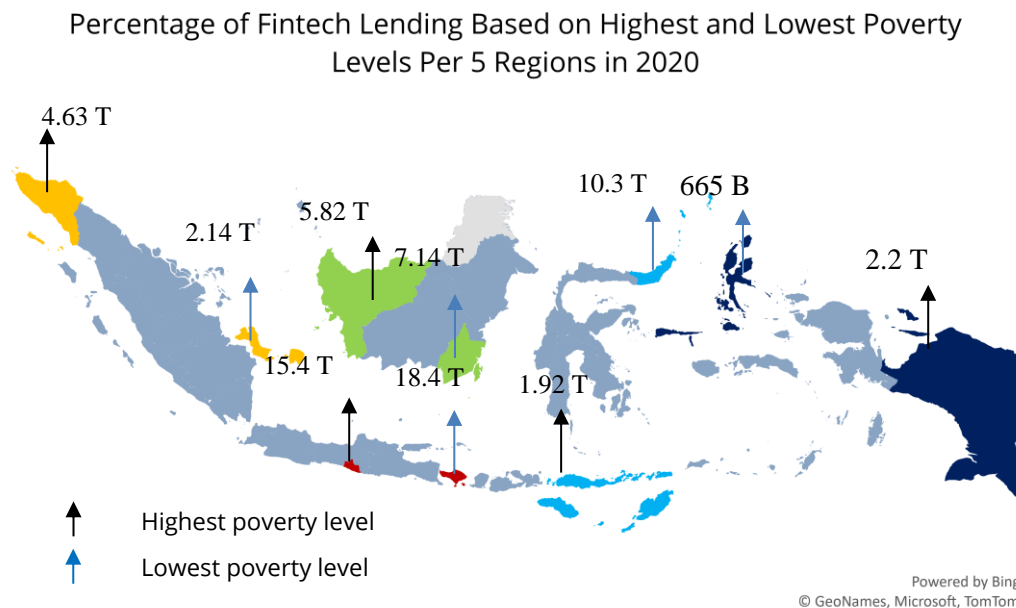 Percentage of Fintech Lending Based on Highest and Lowest Poverty
Levels Per 5 Regions in 2020
4.63 T
10.3 T
665 B
5.82 T
2.14 T
7.14 T
2.2 T
15.4 T
18.4 T
1.92 T
Highest poverty level
Lowest poverty level
Powered by Bing
© GeoNames, Microsoft, TomTom